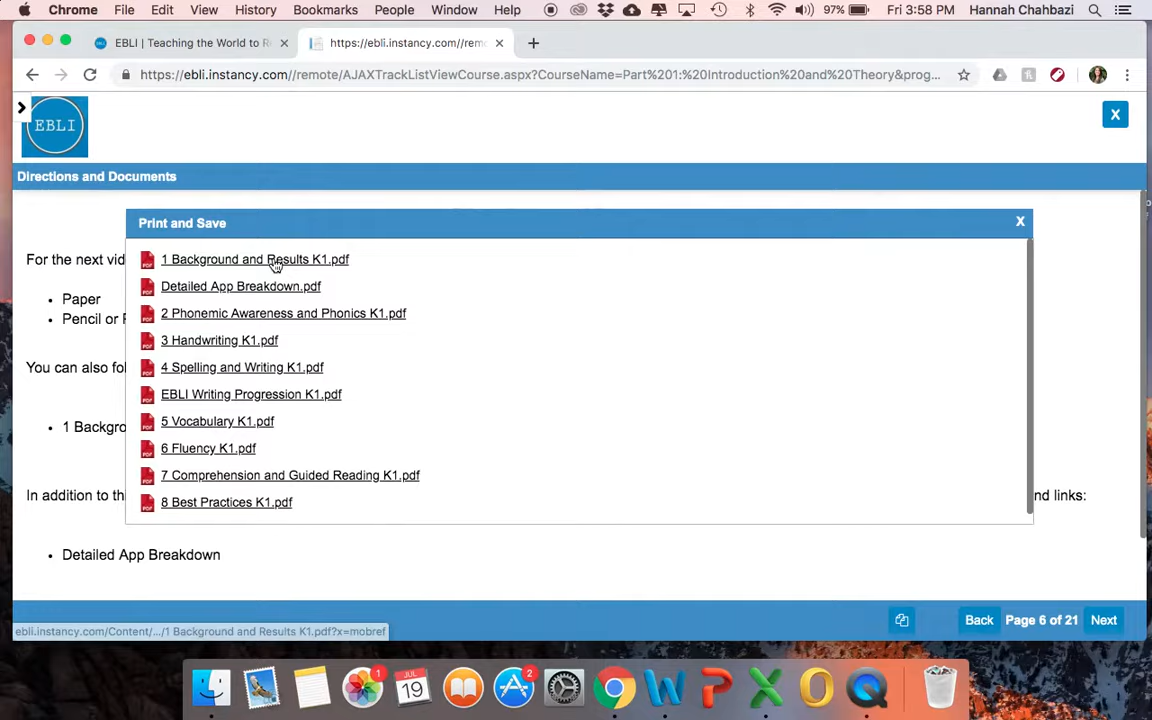 Chrome File Edit View History Bookmarks People Window Help 97% Fri 3:58 PM Hannah Chahbazi
EBLI | Teaching the World to R
https://ebli.instancy.com//remo
https://ebli.instancy.com//remote/AJAXTrackListViewCourse.aspx?CourseName=Part%201:%20Introduction%20and%20Theory&prog...
EBLI
X
Directions and Documents
Print and Save X
For the next vid
1 Background and Results K1.pdf
Detailed App Breakdown.pdf
Paper
2 Phonemic Awareness and Phonics K1.pdf
Pencil or
3 Handwriting K1.pdf
You can also fol
4 Spelling and Writing K1.pdf
EBLI Writing Progression K1.pdf
1 Backgro
5 Vocabulary K1.pdf
6 Fluency K1.pdf
7 Comprehension and Guided Reading K1.pdf
In addition to th
8 Best Practices K1.pdf
nd links:
Detailed App Breakdown
Back Page 6 of 21 Next
ebli.instancy.com/Content/.../1 Background and Results K1.pdf?x=mobref
1
JUL
19
2